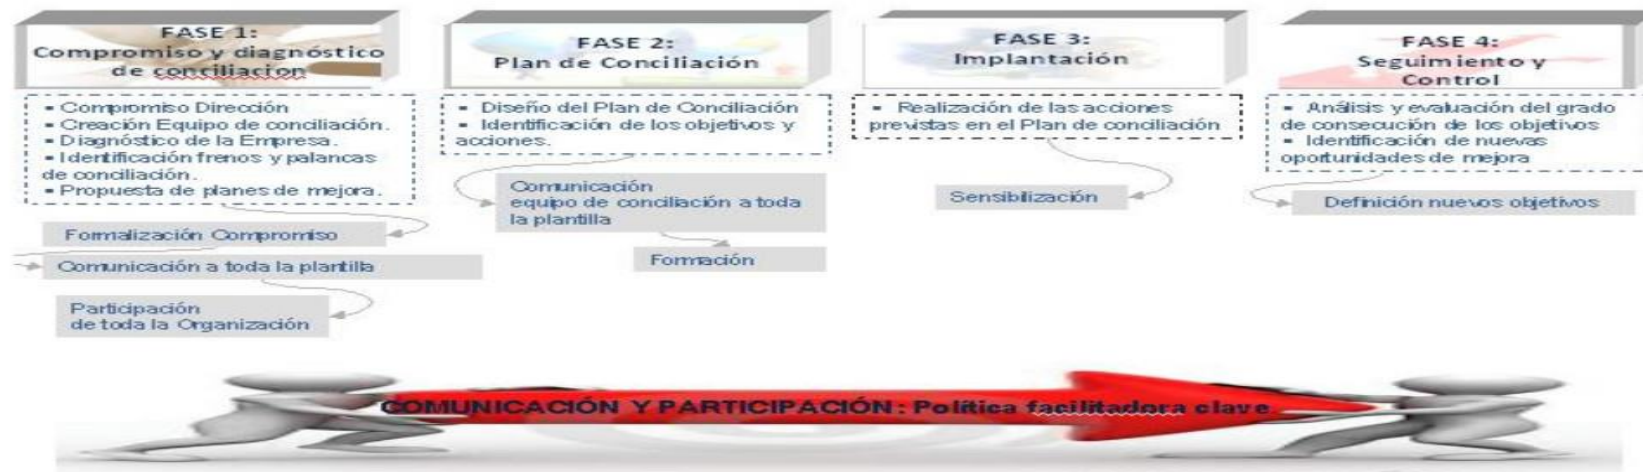 FASE 1:
Compromiso y diagnóstico
de conciliacion
▪ Compromiso Dirección
▪ Creación Equipo de conciliación.
▪ Diagnóstico de la Empresa.
▪ Identificación frenos y palancas
de conciliación.
▪ Propuesta de planes de mejora.
Formalización Compromiso
Comunicación a toda la plantilla
Participación
de toda la Organización
FASE 2:
Plan de Conciliación
▪ Diseño del Plan de Conciliación
▪ Identificación de los objetivos y
acciones.
Comunicación
equipo de conciliación a toda
la plantilla
Formación
FASE 3:
Implantación
▪ Realización de las acciones
previstas en el Plan de conciliación
Sensibilización
FASE 4:
Seguimiento y
Control
▪ Análisis y evaluación del grado
de consecución de los objetivos
▪ Identificación de nuevas
oportunidades de mejora
Definición nuevos objetivos
COMUNICACIÓN Y PARTICIPACIÓN: Política facilitadora clave